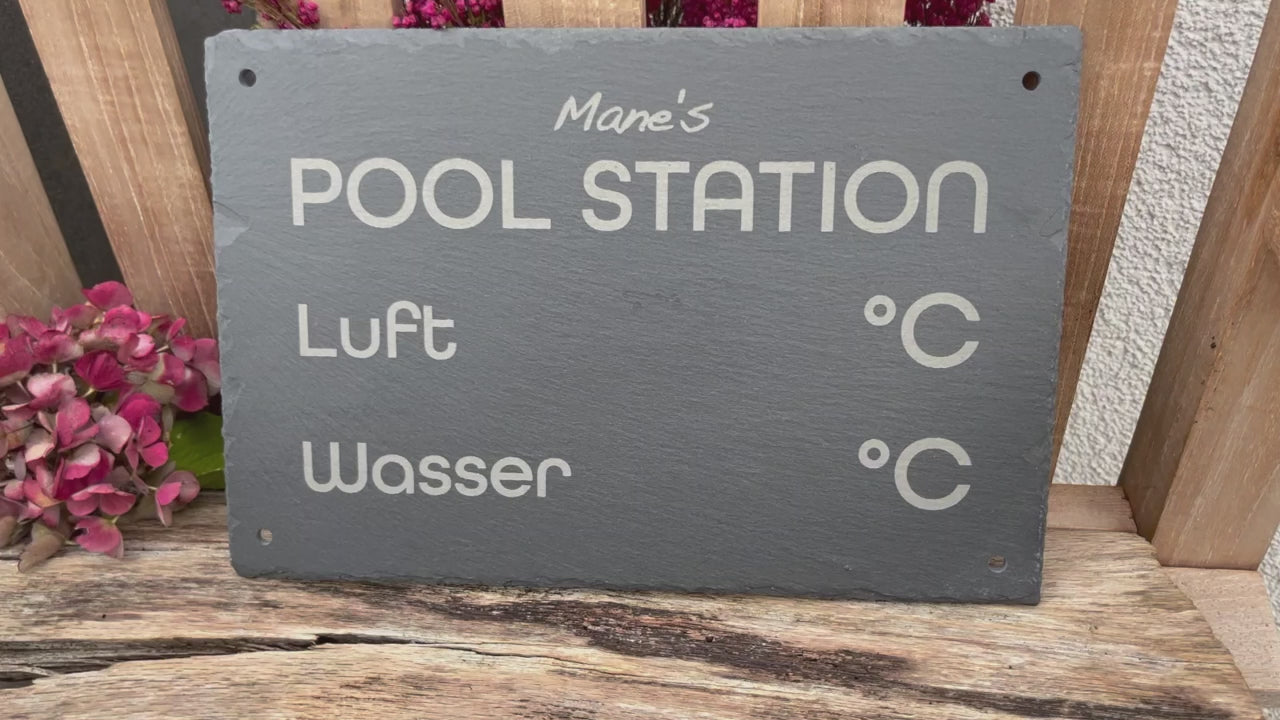 Mane's
POOL STATION
Luft °C
Wasser °C